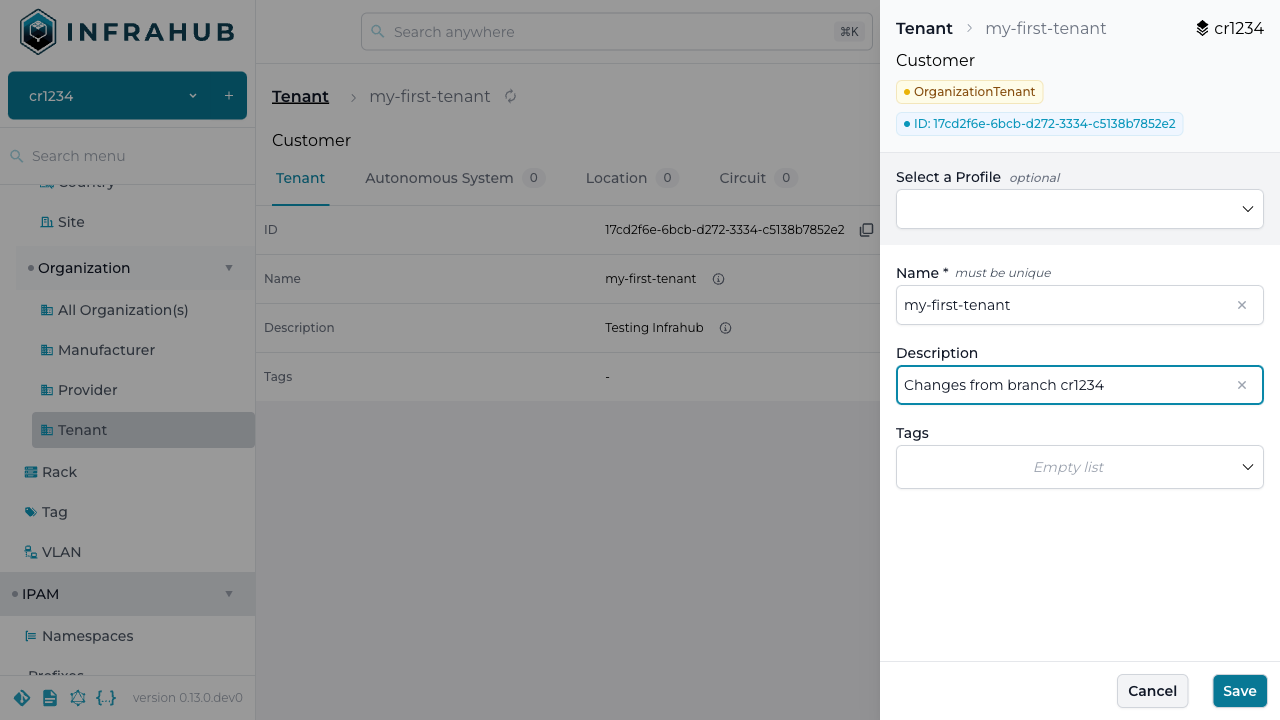 INFRAHUB
cr1234
+
Search menu
Country
Site
Organization
All Organization(s)
Manufacturer
Provider
Tenant
Rack
Tag
VLAN
IPAM
Namespaces
Prefixes
version 0.13.0.dev0
Search anywhere
⌘K
Tenant > my-first-tenant
Customer
Tenant
Autonomous System 0
Location 0
Circuit 0
ID 17cd2f6e-6bcb-d272-3334-c5138b7852e2
Name my-first-tenant
Description Testing Infrahub
Tags -
Tenant > my-first-tenant
cr1234
Customer
OrganizationTenant
ID: 17cd2f6e-6bcb-d272-3334-c5138b7852e2
Select a Profile optional
Name * must be unique
my-first-tenant
Description
Changes from branch cr1234
Tags
Empty list
Cancel
Save